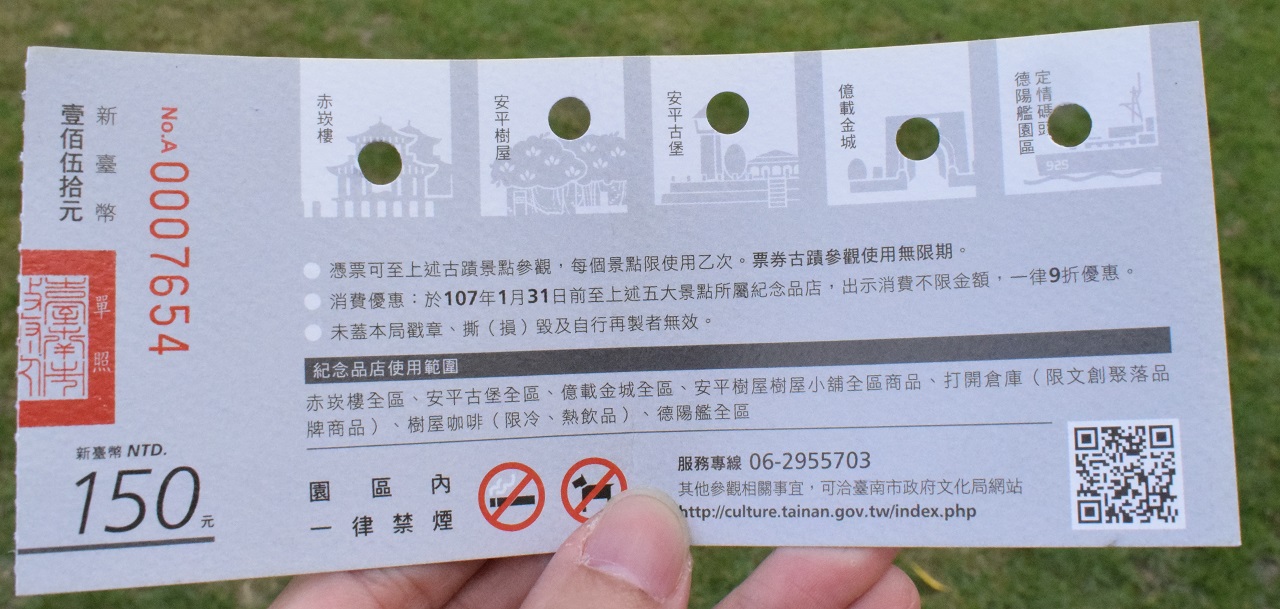 新臺幣
壹佰伍拾元
No.A 0007654
單照
新臺幣 NTD.
150元
赤崁樓
安平樹屋
安平古堡
億載金城
定情碼頭
德陽艦園區
925
憑票可至上述古蹟景點參觀，每個景點限使用乙次。票券古蹟參觀使用無限期。
消費優惠：於107年1月31日前至上述五大景點所屬紀念品店，出示消費不限金額，一律9折優惠。
未蓋本局戳章、撕（損）毀及自行再製者無效。
紀念品店使用範圍
赤崁樓全區、安平古堡全區、億載金城全區、安平樹屋樹屋小舖全區商品、打開倉庫（限文創聚落品
牌商品）、樹屋咖啡（限冷、熱飲品）、德陽艦全區
園區內
一律禁煙
服務專線 06-2955703
其他參觀相關事宜，可洽臺南市政府文化局網站
http://culture.tainan.gov.tw/index.php